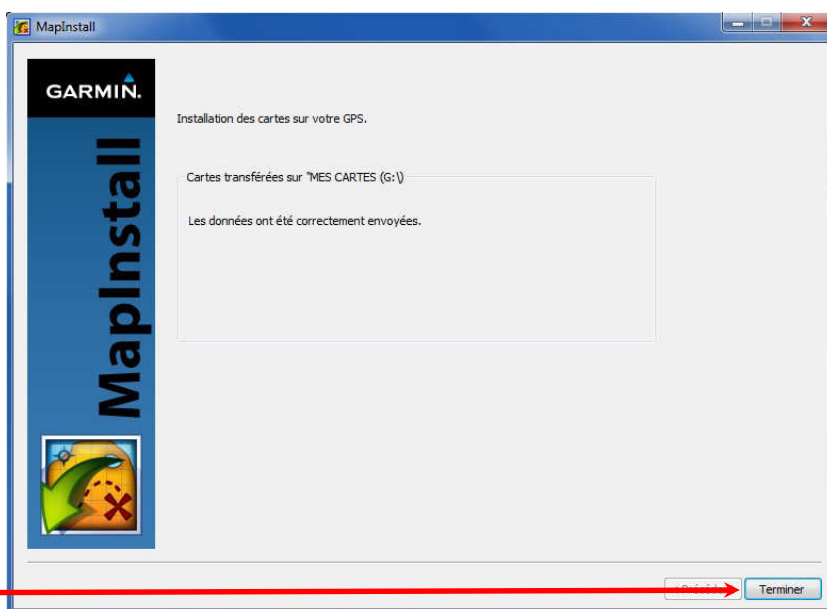 MapInstall
GARMIN.
MapInstall
Installation des cartes sur votre GPS.
Cartes transférées sur "MES CARTES (G:\)
Les données ont été correctement envoyées.
Terminer